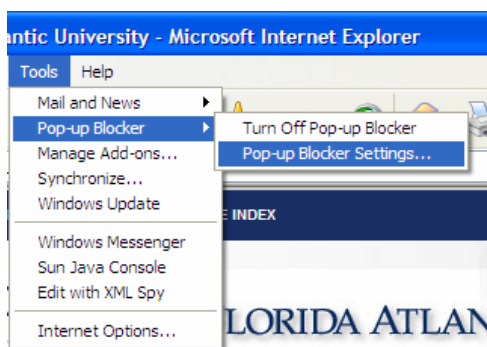 antic University - Microsoft Internet Explorer
Tools Help
Mail and News
Pop-up Blocker
Turn Off Pop-up Blocker
Manage Add-ons...
Pop-up Blocker Settings...
Synchronize...
Windows Update
E INDEX
Windows Messenger
Sun Java Console
Edit with XML Spy
Internet Options...
LORIDA ATLAN